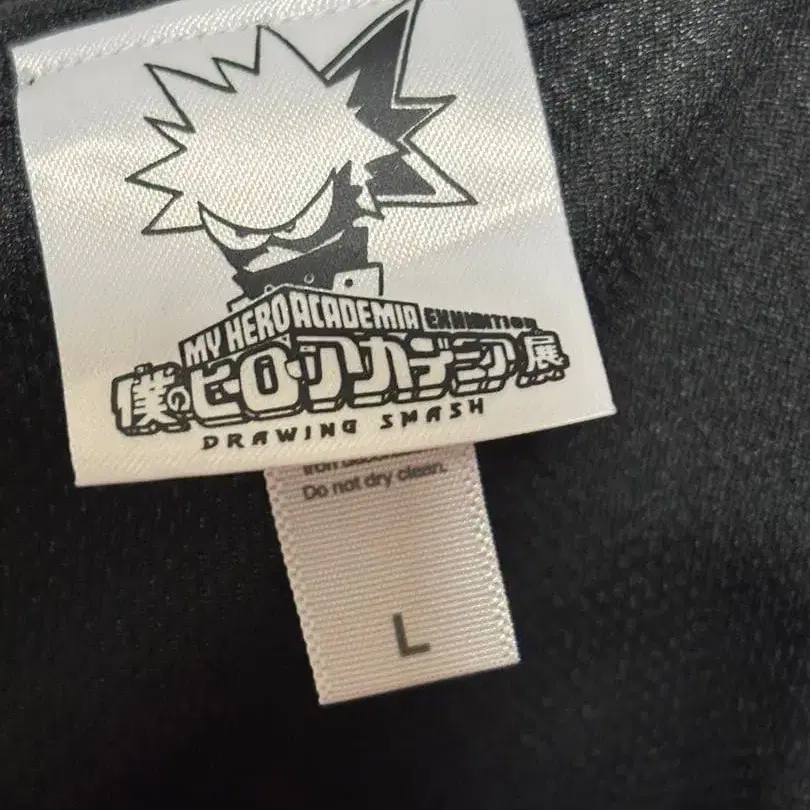 MY HERO ACADEMIA EXHIBITION
僕のヒーローアカデミア展
DRAWING SMASH
Do not dry clean.
L